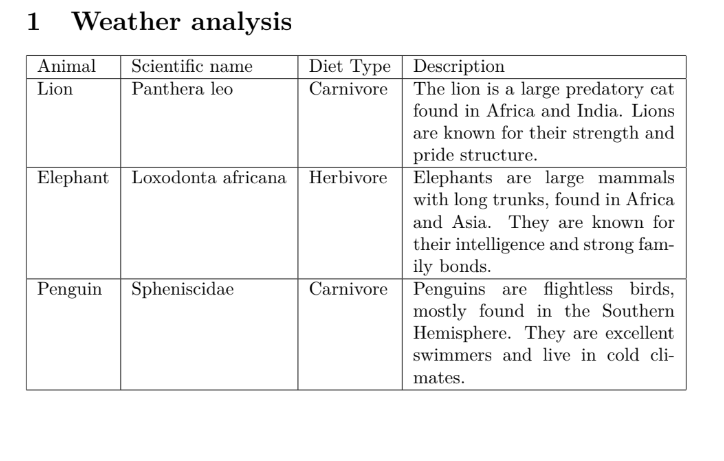 1 Weather analysis
Animal Scientific name Diet Type Description
Lion Panthera leo Carnivore The lion is a large predatory cat
found in Africa and India. Lions
are known for their strength and
pride structure.
Elephant Loxodonta africana Herbivore Elephants are large mammals
with long trunks, found in Africa
and Asia. They are known for
their intelligence and strong fam-
ily bonds.
Penguin Spheniscidae Carnivore Penguins are flightless birds,
mostly found in the Southern
Hemisphere. They are excellent
swimmers and live in cold cli-
mates.